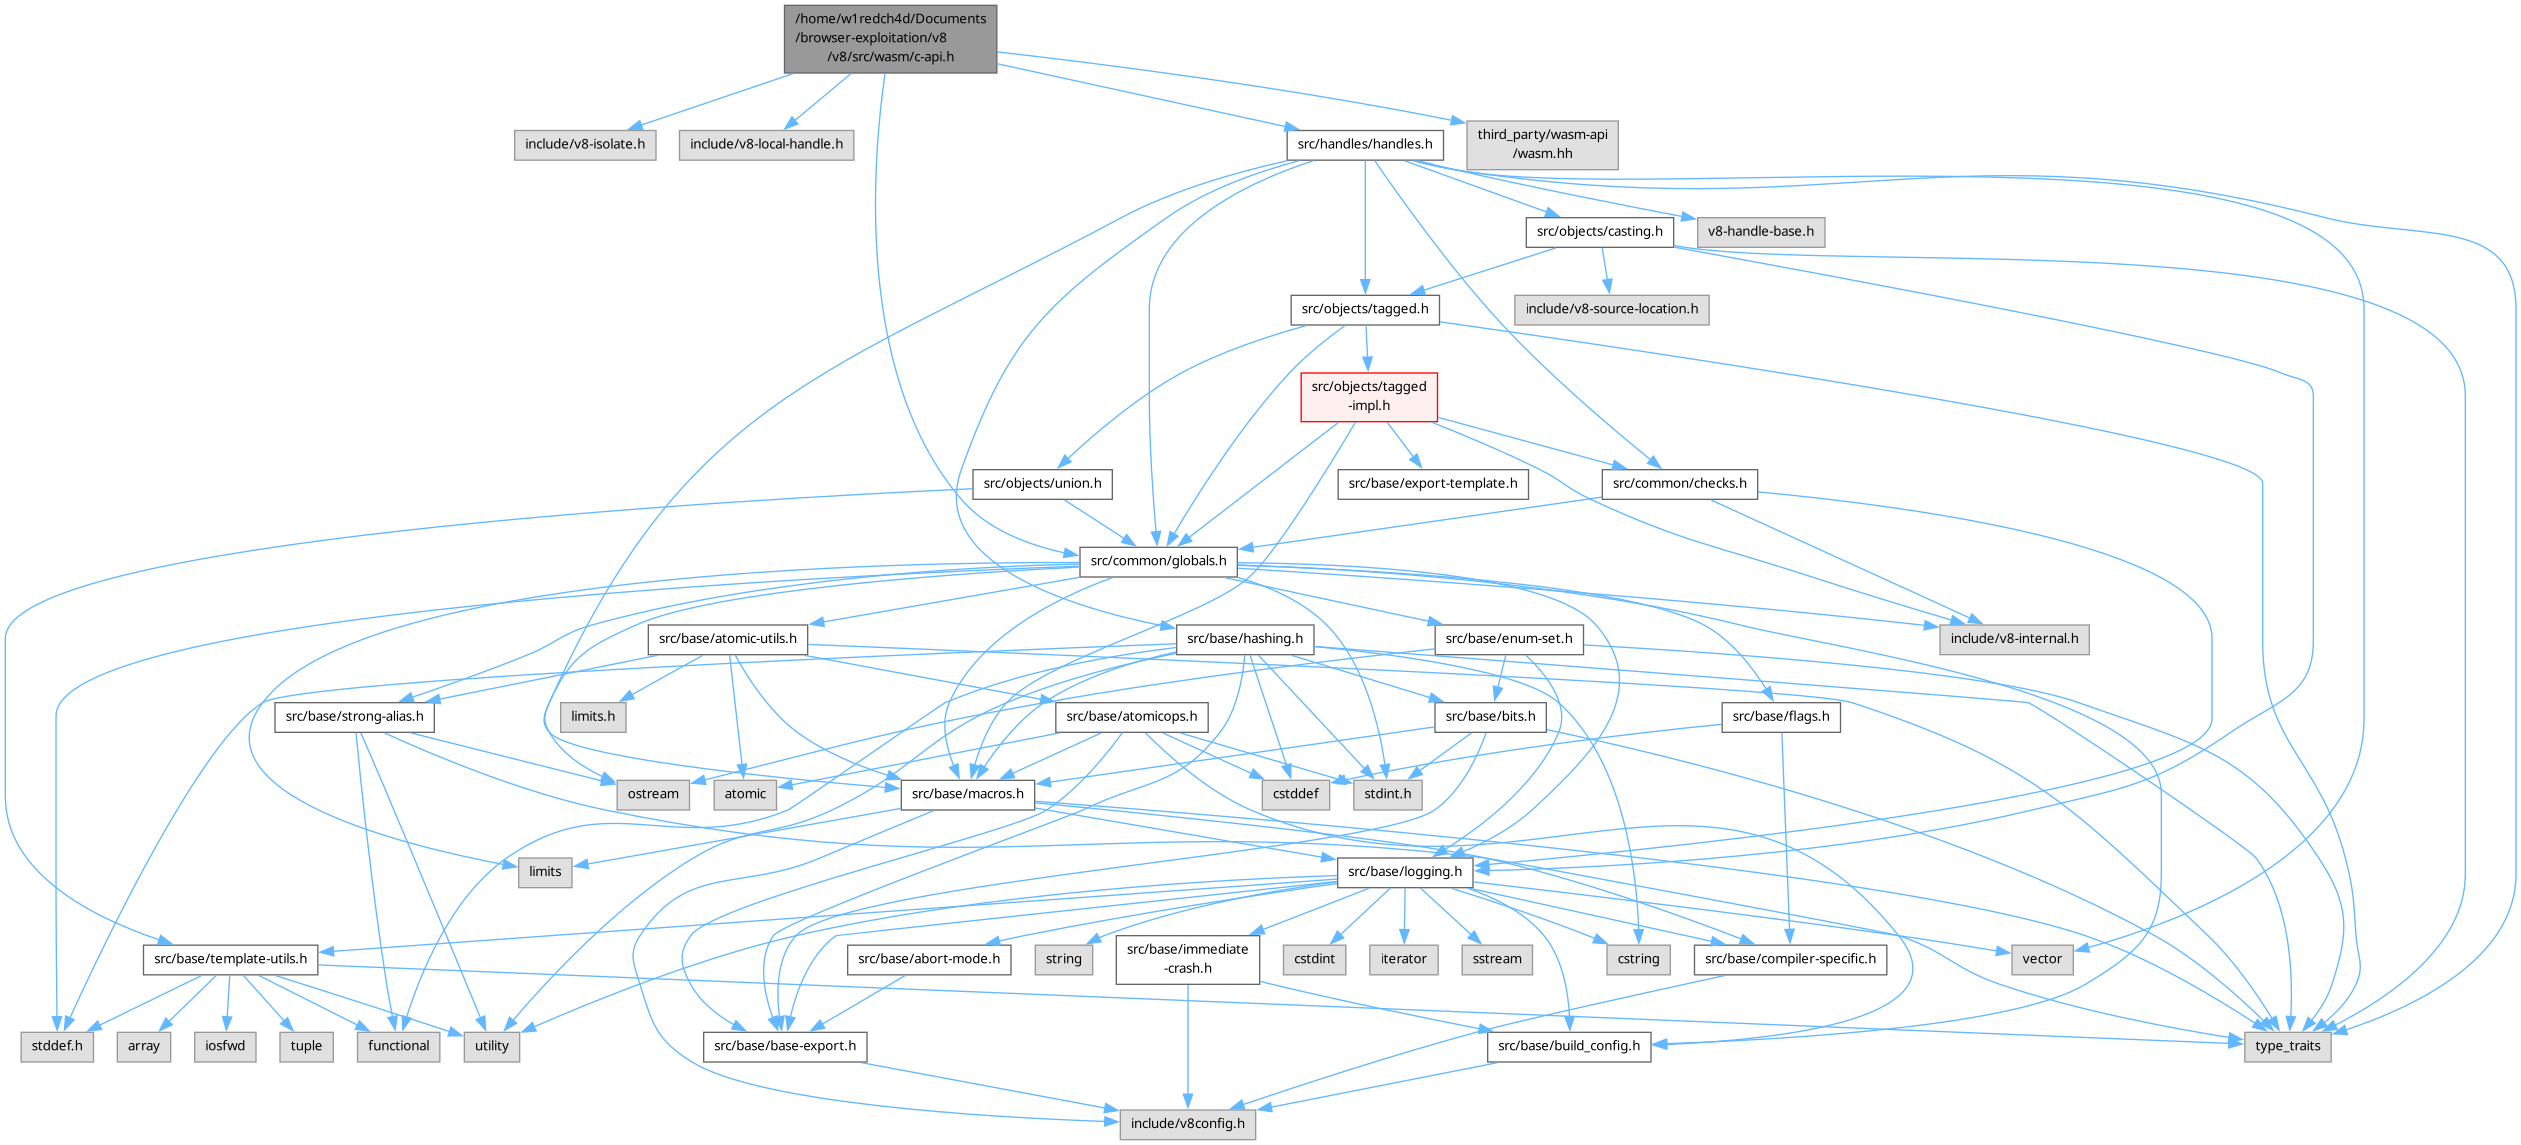 /home/w1redch4d/Documents
/browser-exploitation/v8
/v8/src/wasm/c-api.h
include/v8-isolate.h
include/v8-local-handle.h
src/handles/handles.h
third_party/wasm-api
/wasm.hh
src/objects/casting.h
v8-handle-base.h
src/objects/tagged.h
include/v8-source-location.h
src/objects/tagged
-impl.h
src/objects/union.h
src/base/export-template.h
src/common/checks.h
src/common/globals.h
src/base/atomic-utils.h
src/base/hashing.h
src/base/enum-set.h
include/v8-internal.h
src/base/strong-alias.h
limits.h
src/base/atomicops.h
src/base/bits.h
src/base/flags.h
ostream
atomic
src/base/macros.h
cstddef
stdint.h
limits
src/base/logging.h
src/base/template-utils.h
src/base/abort-mode.h
string
src/base/immediate
-crash.h
cstdint
iterator
sstream
cstring
src/base/compiler-specific.h
vector
stddef.h
array
iosfwd
tuple
functional
utility
src/base/base-export.h
src/base/build_config.h
type_traits
include/v8config.h